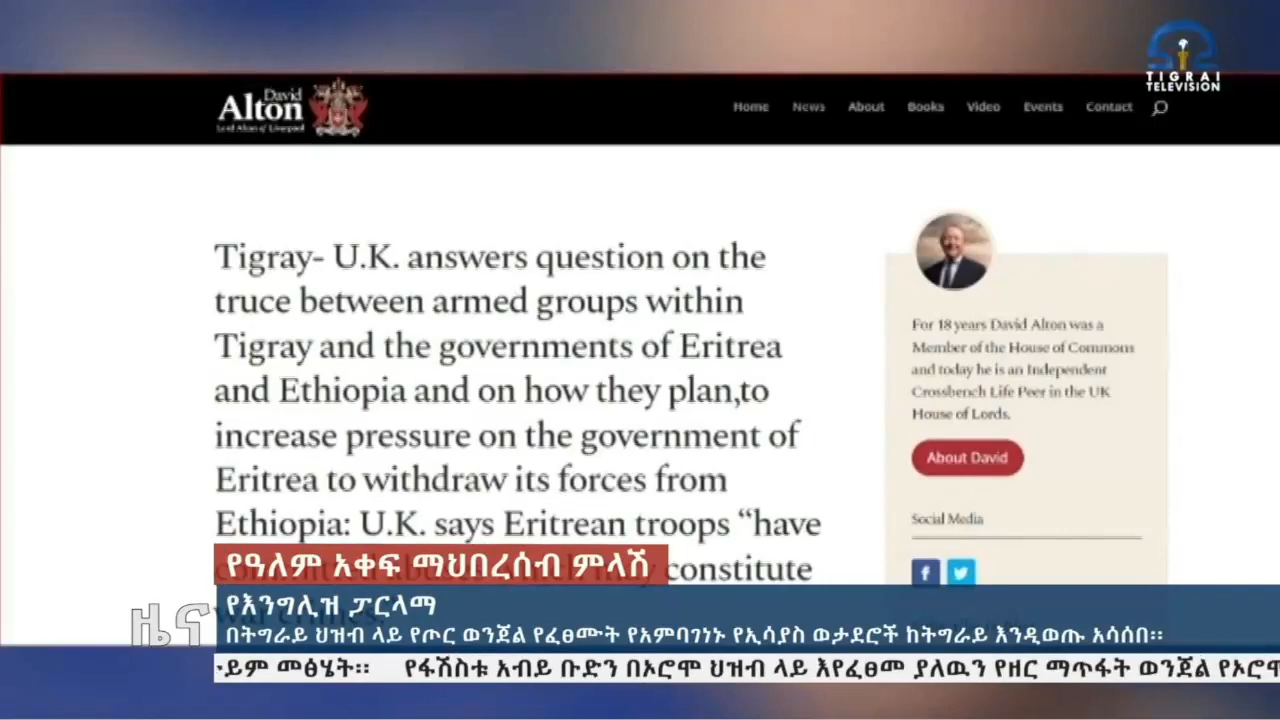 TIGRAI
TELEVISION
David
Alton
Lord Alton of Liverpool
Home News About Books Video Events Contact
Tigray- U.K. answers question on the
truce between armed groups within
Tigray and the governments of Eritrea
and Ethiopia and on how they plan,to
increase pressure on the government of
Eritrea to withdraw its forces from
Ethiopia: U.K. says Eritrean troops “have
constitute
For 18 years David Alton was a
Member of the House of Commons
and today he is an Independent
Crossbench Life Peer in the UK
House of Lords.
About David
Social Media
የዓለም አቀፍ ማህበረሰብ ምላሽ
ዜና
የእንግሊዝ ፓርላማ
በትግራይ ህዝብ ላይ የጦር ወንጀል የፈፀሙት የአምባገነኑ የኢሳያስ ወታደሮች ከትግራይ እንዲወጡ አሳሰበ፡፡
ይም መፅሄት፡፡ የፋሽስቱ አብይ ቡድን በኦሮሞ ህዝብ ላይ እየፈፀመ ያለዉን የዘር ማጥፋት ወንጀል የኦሮሞ